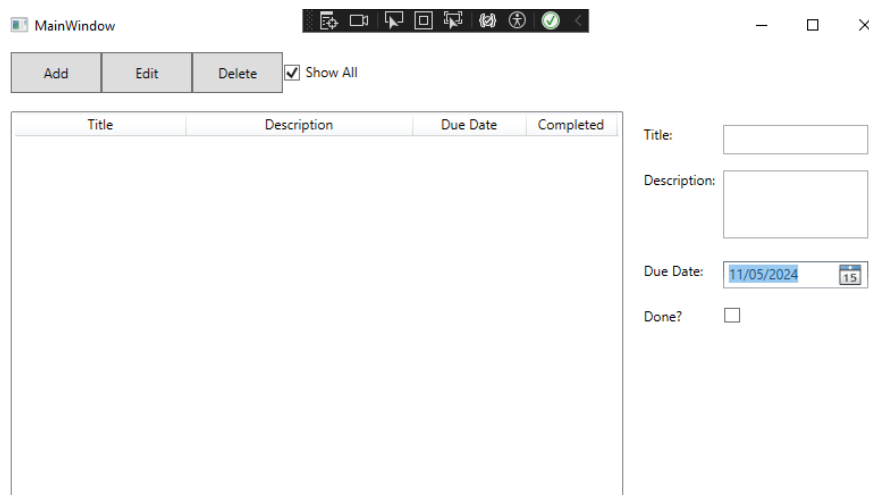 MainWindow
Add Edit Delete Show All
Title Description Due Date Completed
Title:
Description:
Due Date: 11/05/2024 15
Done?